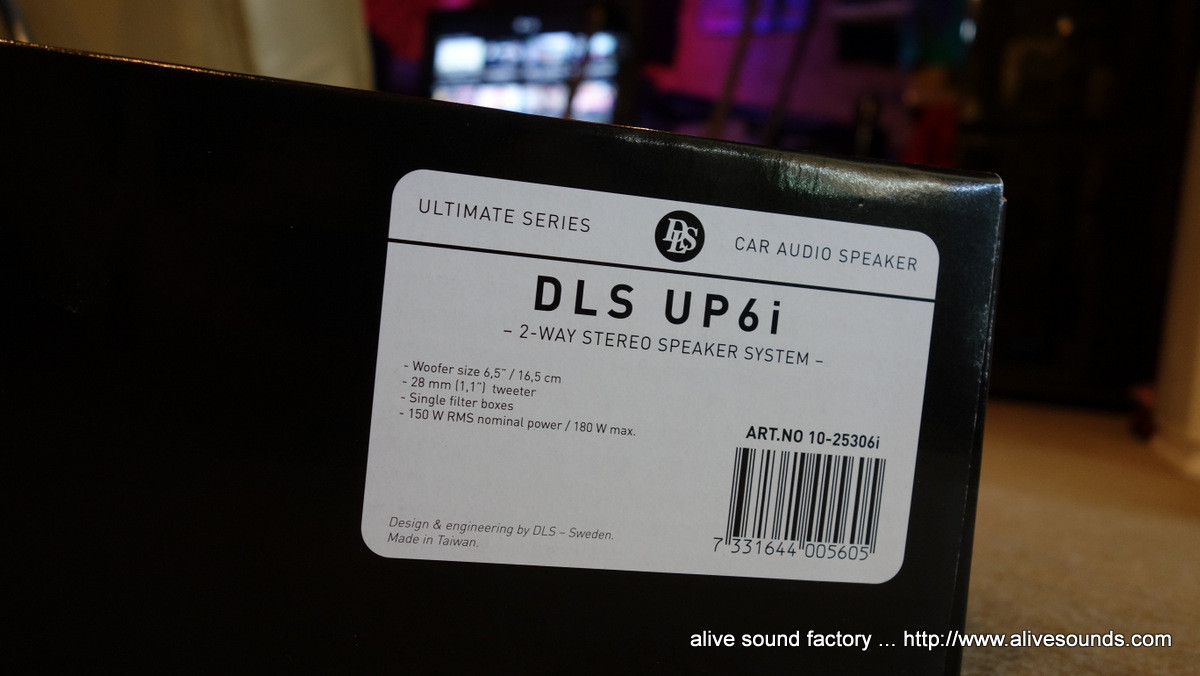 ULTIMATE SERIES
DLS
CAR AUDIO SPEAKER
DLS UP6i
– 2-WAY STEREO SPEAKER SYSTEM –
- Woofer size 6,5" / 16,5 cm
- 28 mm (1,1") tweeter
- Single filter boxes
- 150 W RMS nominal power / 180 W max.
ART.NO 10-25306i
7 331644 005605
Design & engineering by DLS – Sweden.
Made in Taiwan.
alive sound factory ... http://www.alivesounds.com